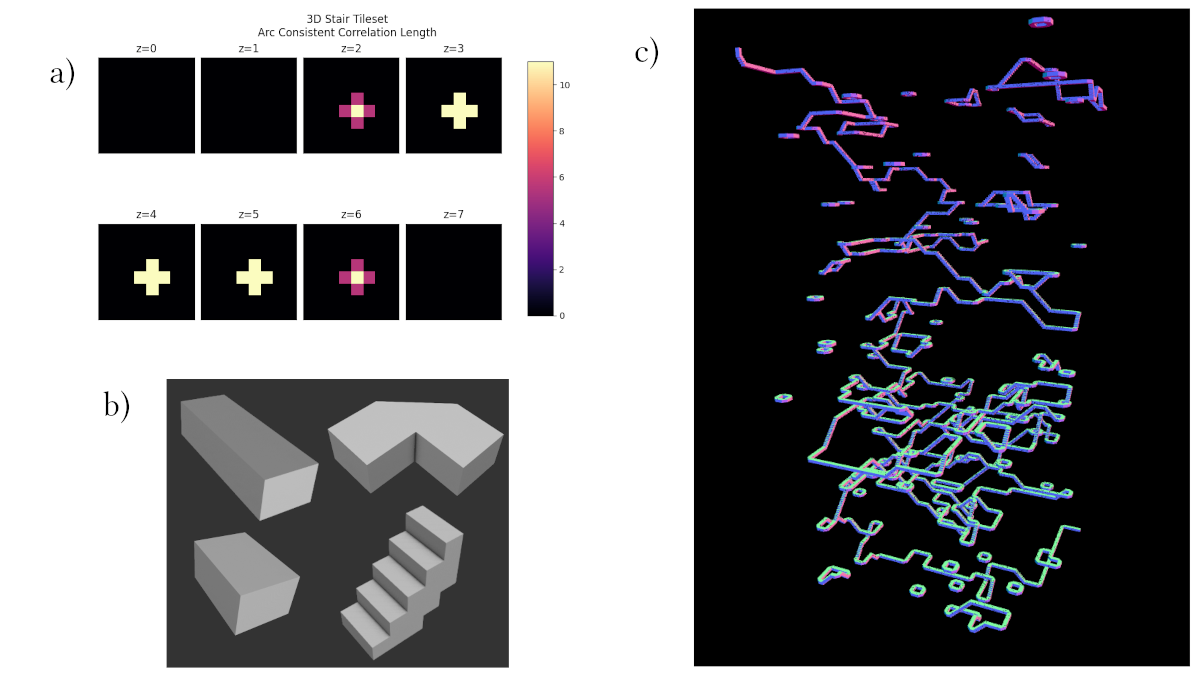 3D Stair Tileset
Arc Consistent Correlation Length
a)
z=0 z=1 z=2 z=3
10
8
6
4
2
0
z=4 z=5 z=6 z=7
b)
c)